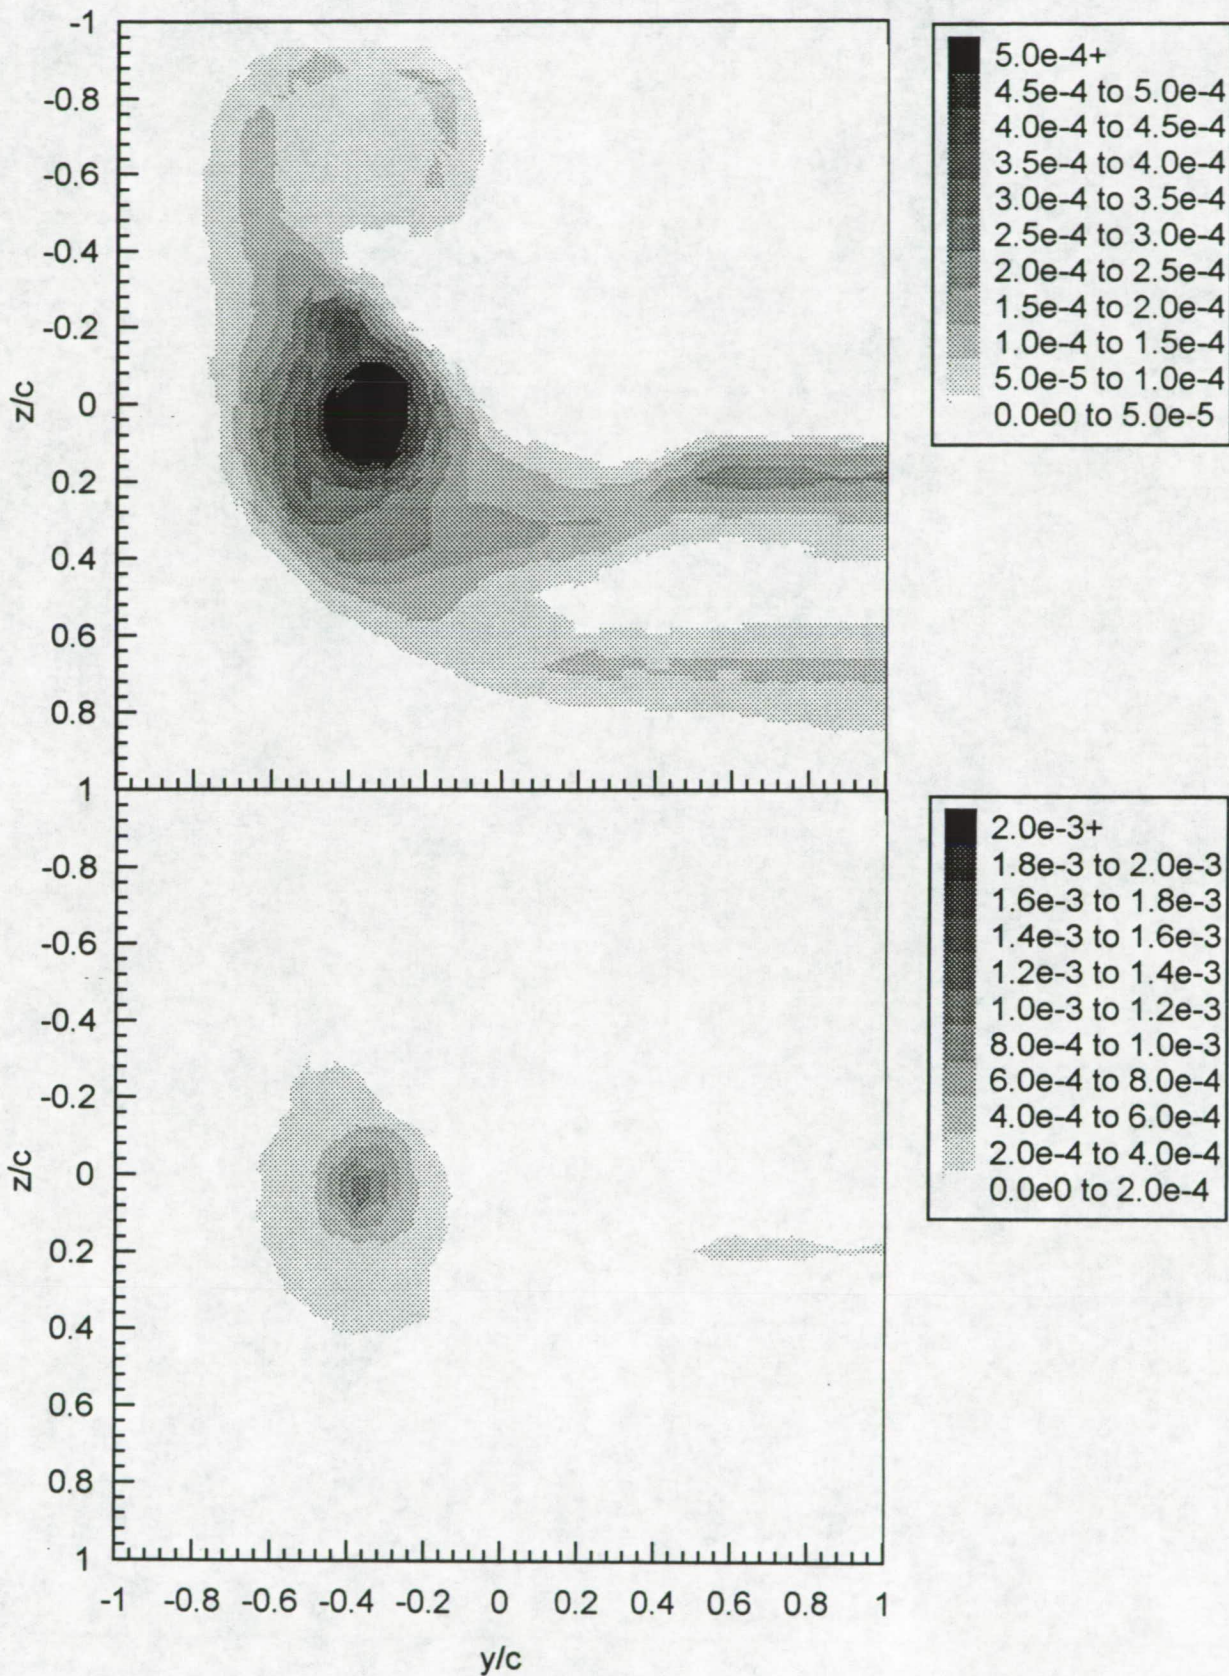 -1
-0.8
-0.6
-0.4
-0.2
0
0.2
0.4
0.6
0.8
1
z/c
5.0e-4+
4.5e-4 to 5.0e-4
4.0e-4 to 4.5e-4
3.5e-4 to 4.0e-4
3.0e-4 to 3.5e-4
2.5e-4 to 3.0e-4
2.0e-4 to 2.5e-4
1.5e-4 to 2.0e-4
1.0e-4 to 1.5e-4
5.0e-5 to 1.0e-4
0.0e0 to 5.0e-5
-0.8
-0.6
-0.4
-0.2
0
0.2
0.4
0.6
0.8
1
z/c
2.0e-3+
1.8e-3 to 2.0e-3
1.6e-3 to 1.8e-3
1.4e-3 to 1.6e-3
1.2e-3 to 1.4e-3
1.0e-3 to 1.2e-3
8.0e-4 to 1.0e-3
6.0e-4 to 8.0e-4
4.0e-4 to 6.0e-4
2.0e-4 to 4.0e-4
0.0e0 to 2.0e-4
-1 -0.8 -0.6 -0.4 -0.2 0 0.2 0.4 0.6 0.8 1
y/c